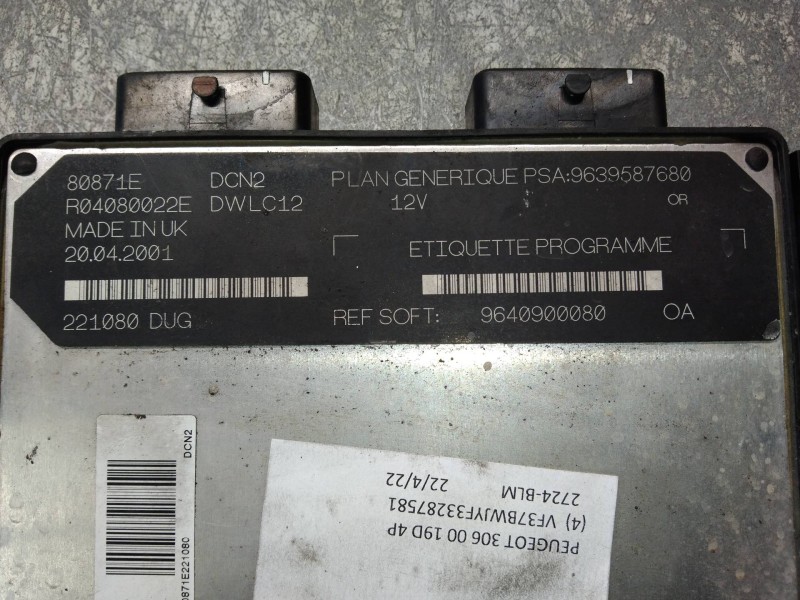 80871E DCN2 PLAN GENERIQUE PSA:9639587680
R04080022E DWLC12 12V OR
MADE IN UK
20.04.2001 ETIQUETTE PROGRAMME
221080 DUG REF SOFT: 9640900080 OA
DCN2
0871E221080
PEUGEOT 306 00 19D 4P
(4) VF37BWJYF33287581
2724-BLM 22/4/22